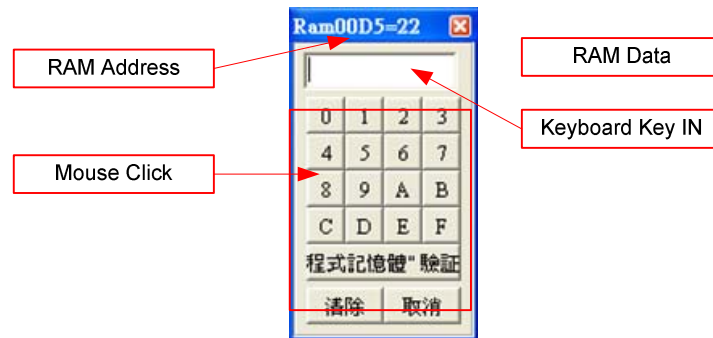 Ram00D5=22
RAM Address
RAM Data
Keyboard Key IN
0 1 2 3
4 5 6 7
Mouse Click
8 9 A B
C D E F
程式記憶體" 驗証
清除 取消